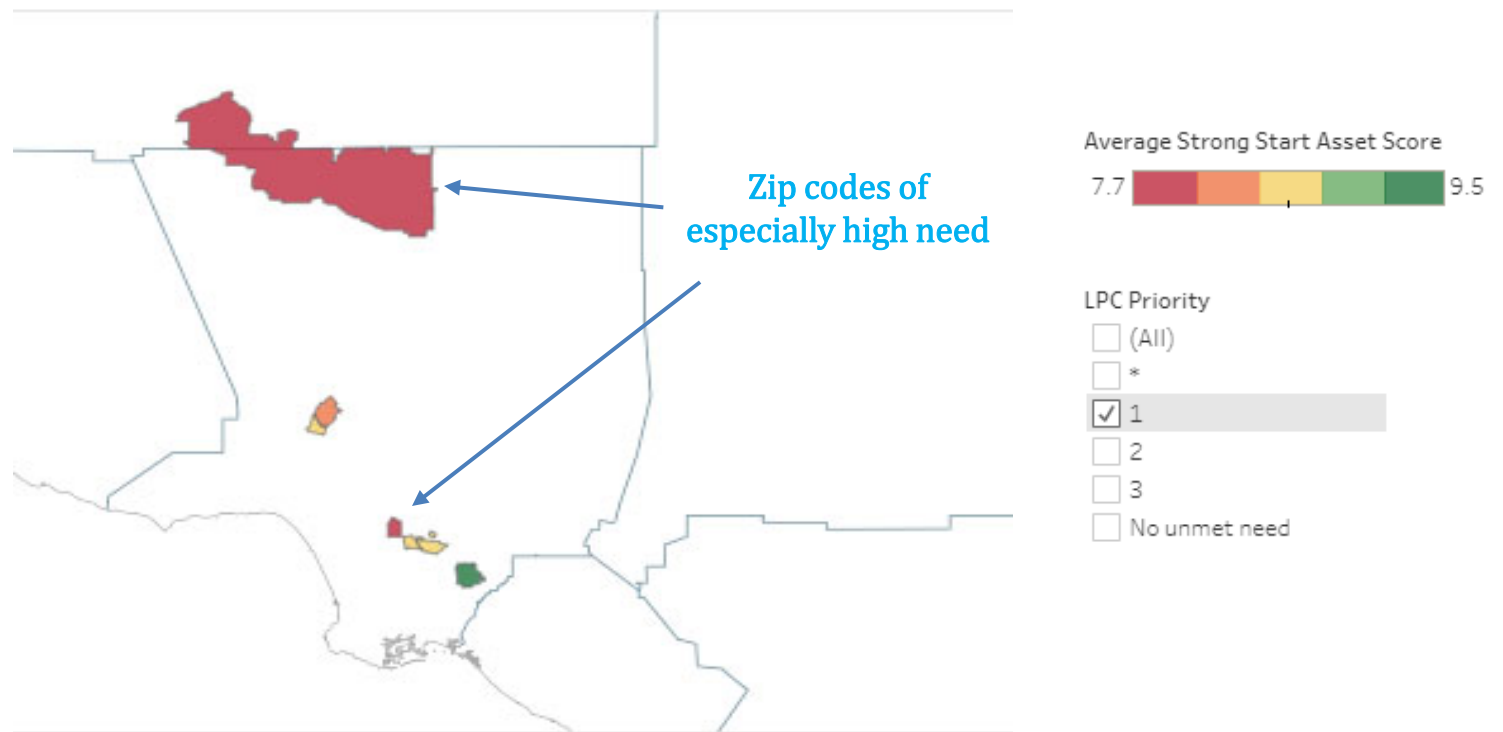 Zip codes of
especially high need
Average Strong Start Asset Score
7.7 9.5
LPC Priority
(All)
*
1
2
3
No unmet need